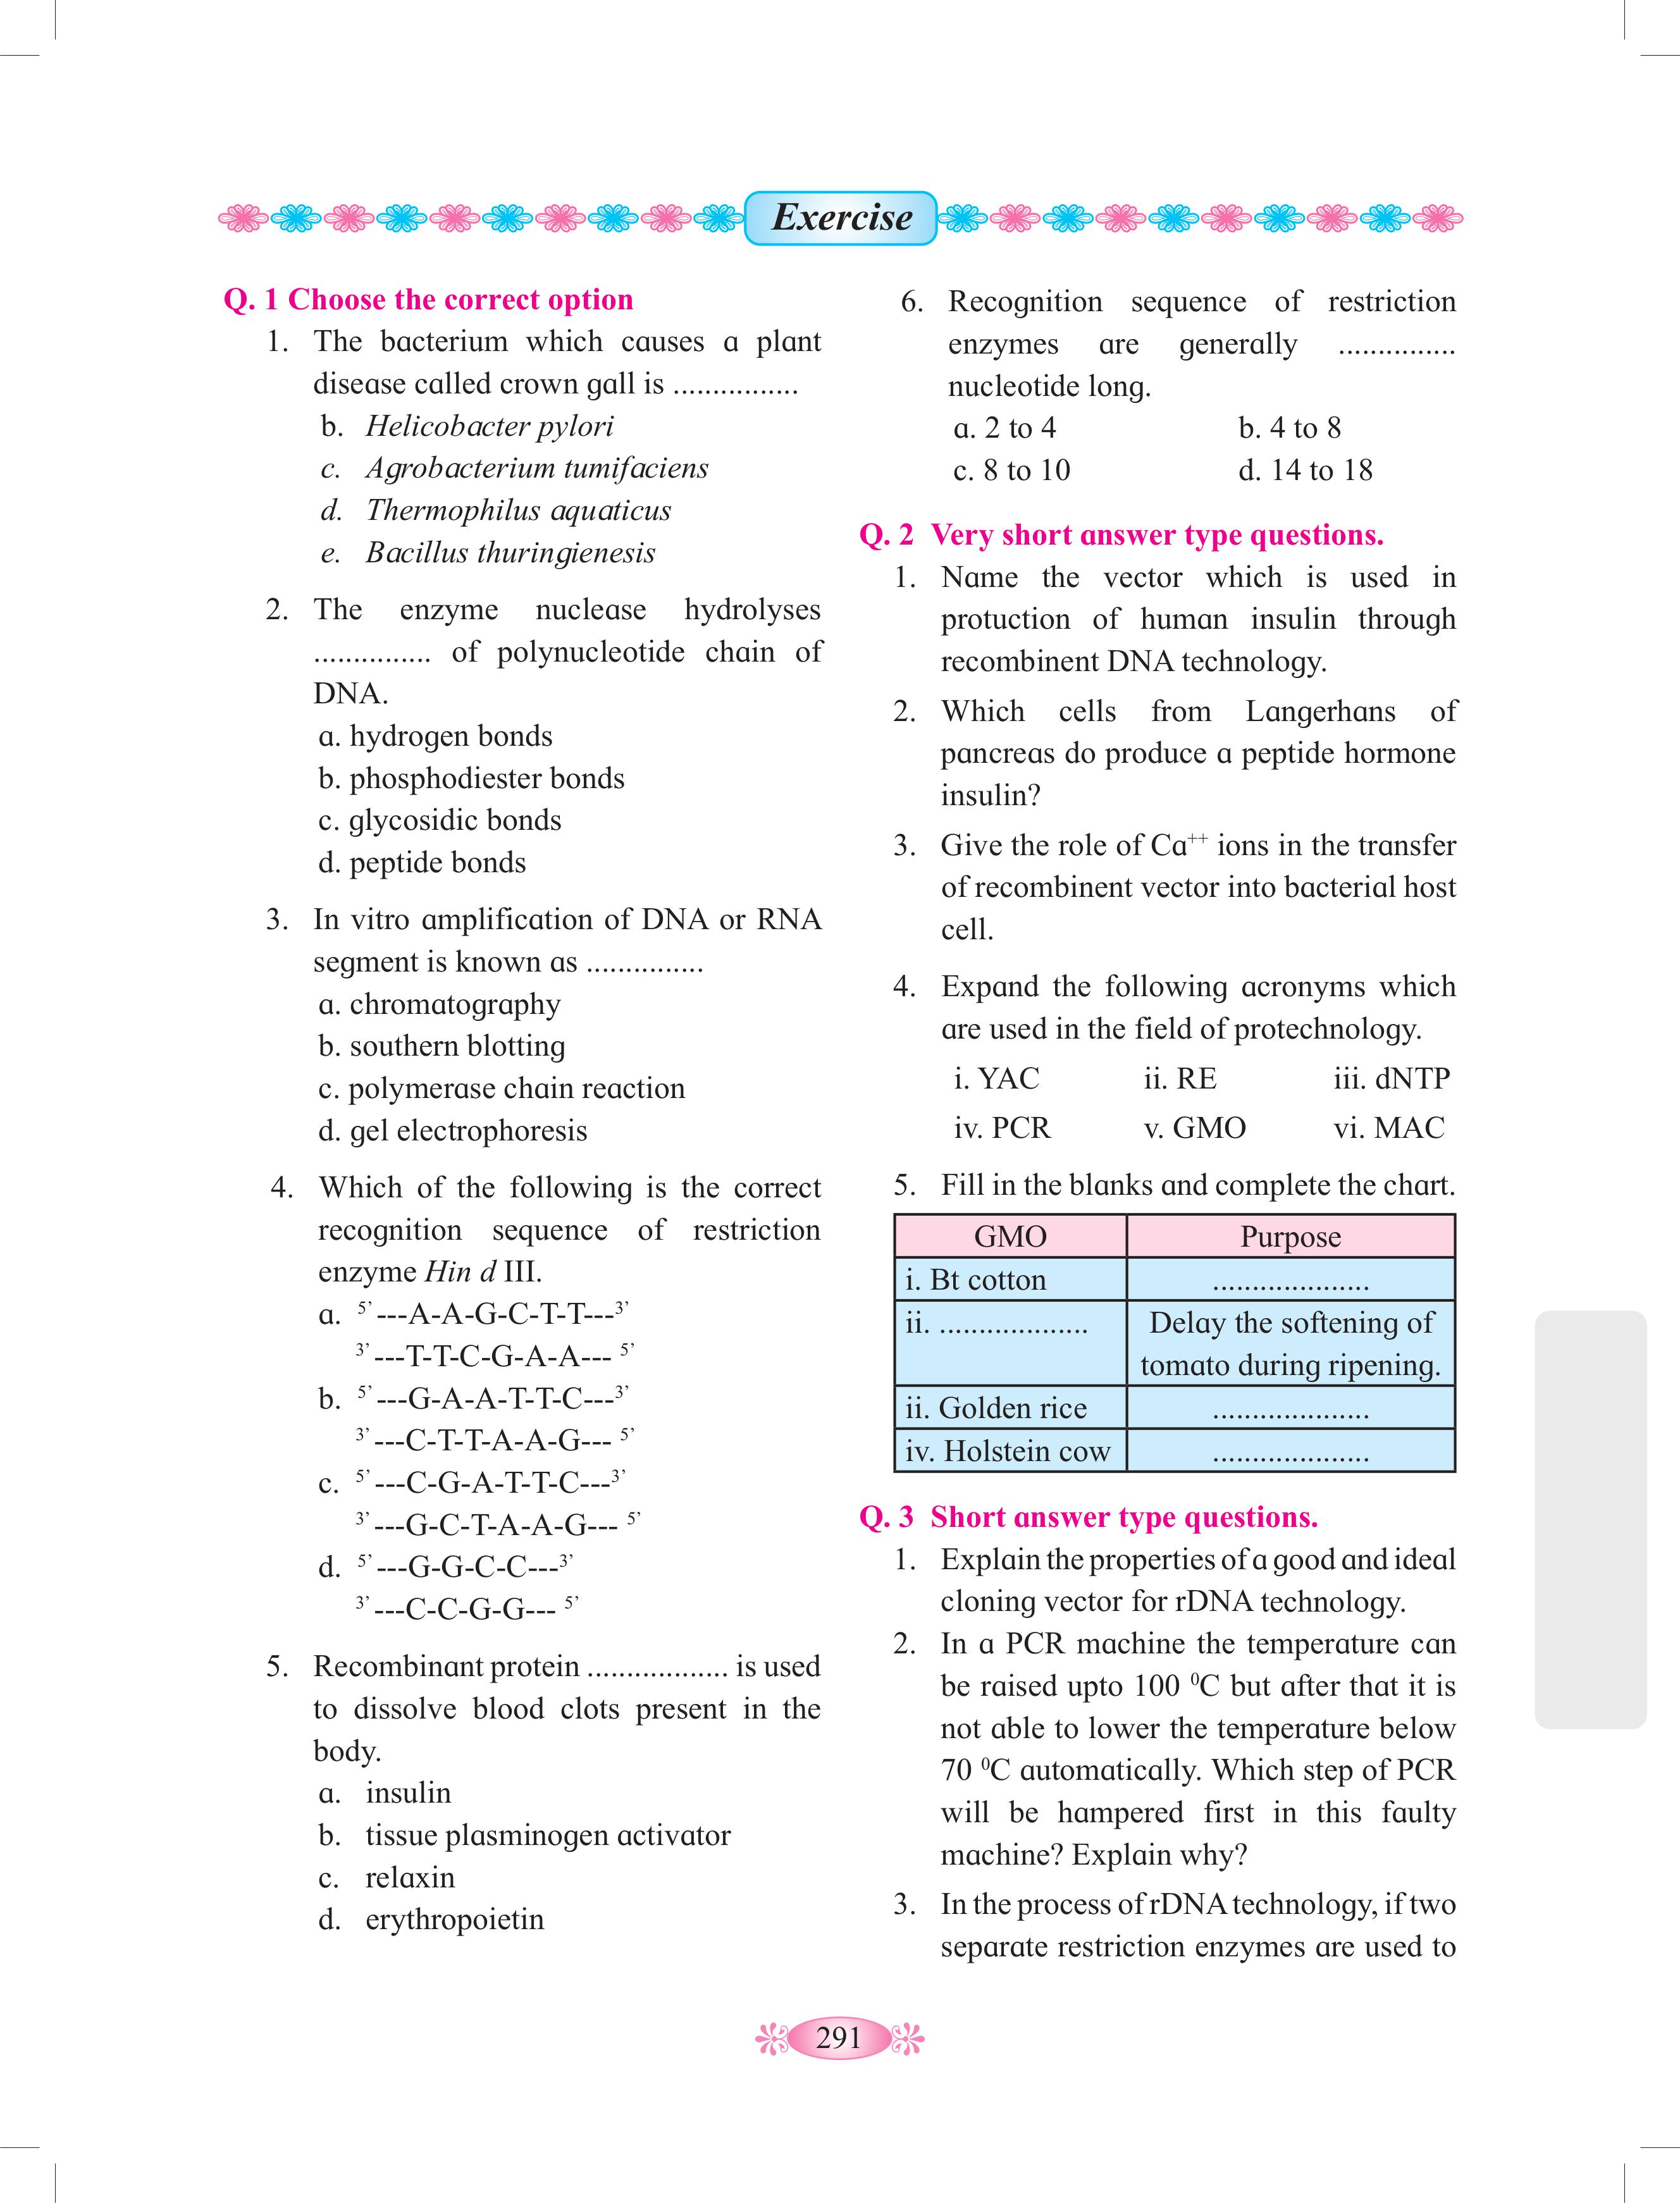 Exercise
Q. 1 Choose the correct option
1. The bacterium which causes a plant
disease called crown gall is ................
b. Helicobacter pylori
c. Agrobacterium tumifaciens
d. Thermophilus aquaticus
e. Bacillus thuringienesis
2. The enzyme nuclease hydrolyses
............... of polynucleotide chain of
DNA.
a. hydrogen bonds
b. phosphodiester bonds
c. glycosidic bonds
d. peptide bonds
3. In vitro amplification of DNA or RNA
segment is known as ...............
a. chromatography
b. southern blotting
c. polymerase chain reaction
d. gel electrophoresis
4. Which of the following is the correct
recognition sequence of restriction
enzyme Hin d III.
a. 5’ ---A-A-G-C-T-T---3’
3’ ---T-T-C-G-A-A--- 5’
b. 5’ ---G-A-A-T-T-C---3’
3’ ---C-T-T-A-A-G--- 5’
c. 5’ ---C-G-A-T-T-C---3’
3’ ---G-C-T-A-A-G--- 5’
d. 5’ ---G-G-C-C---3’
3’ ---C-C-G-G--- 5’
5. Recombinant protein .................. is used
to dissolve blood clots present in the
body.
a. insulin
b. tissue plasminogen activator
c. relaxin
d. erythropoietin
6. Recognition sequence of restriction
enzymes are generally ...............
nucleotide long.
a. 2 to 4 b. 4 to 8
c. 8 to 10 d. 14 to 18
Q. 2 Very short answer type questions.
1. Name the vector which is used in
protuction of human insulin through
recombinent DNA technology.
2. Which cells from Langerhans of
pancreas do produce a peptide hormone
insulin?
3. Give the role of Ca++ ions in the transfer
of recombinent vector into bacterial host
cell.
4. Expand the following acronyms which
are used in the field of protechnology.
i. YAC ii. RE iii. dNTP
iv. PCR v. GMO vi. MAC
5. Fill in the blanks and complete the chart.
GMO Purpose
i. Bt cotton ....................
ii. ................... Delay the softening of
tomato during ripening.
ii. Golden rice ....................
iv. Holstein cow ....................
Q. 3 Short answer type questions.
1. Explain the properties of a good and ideal
cloning vector for rDNA technology.
2. In a PCR machine the temperature can
be raised upto 100 0C but after that it is
not able to lower the temperature below
70 0C automatically. Which step of PCR
will be hampered first in this faulty
machine? Explain why?
3. In the process of rDNA technology, if two
separate restriction enzymes are used to
291